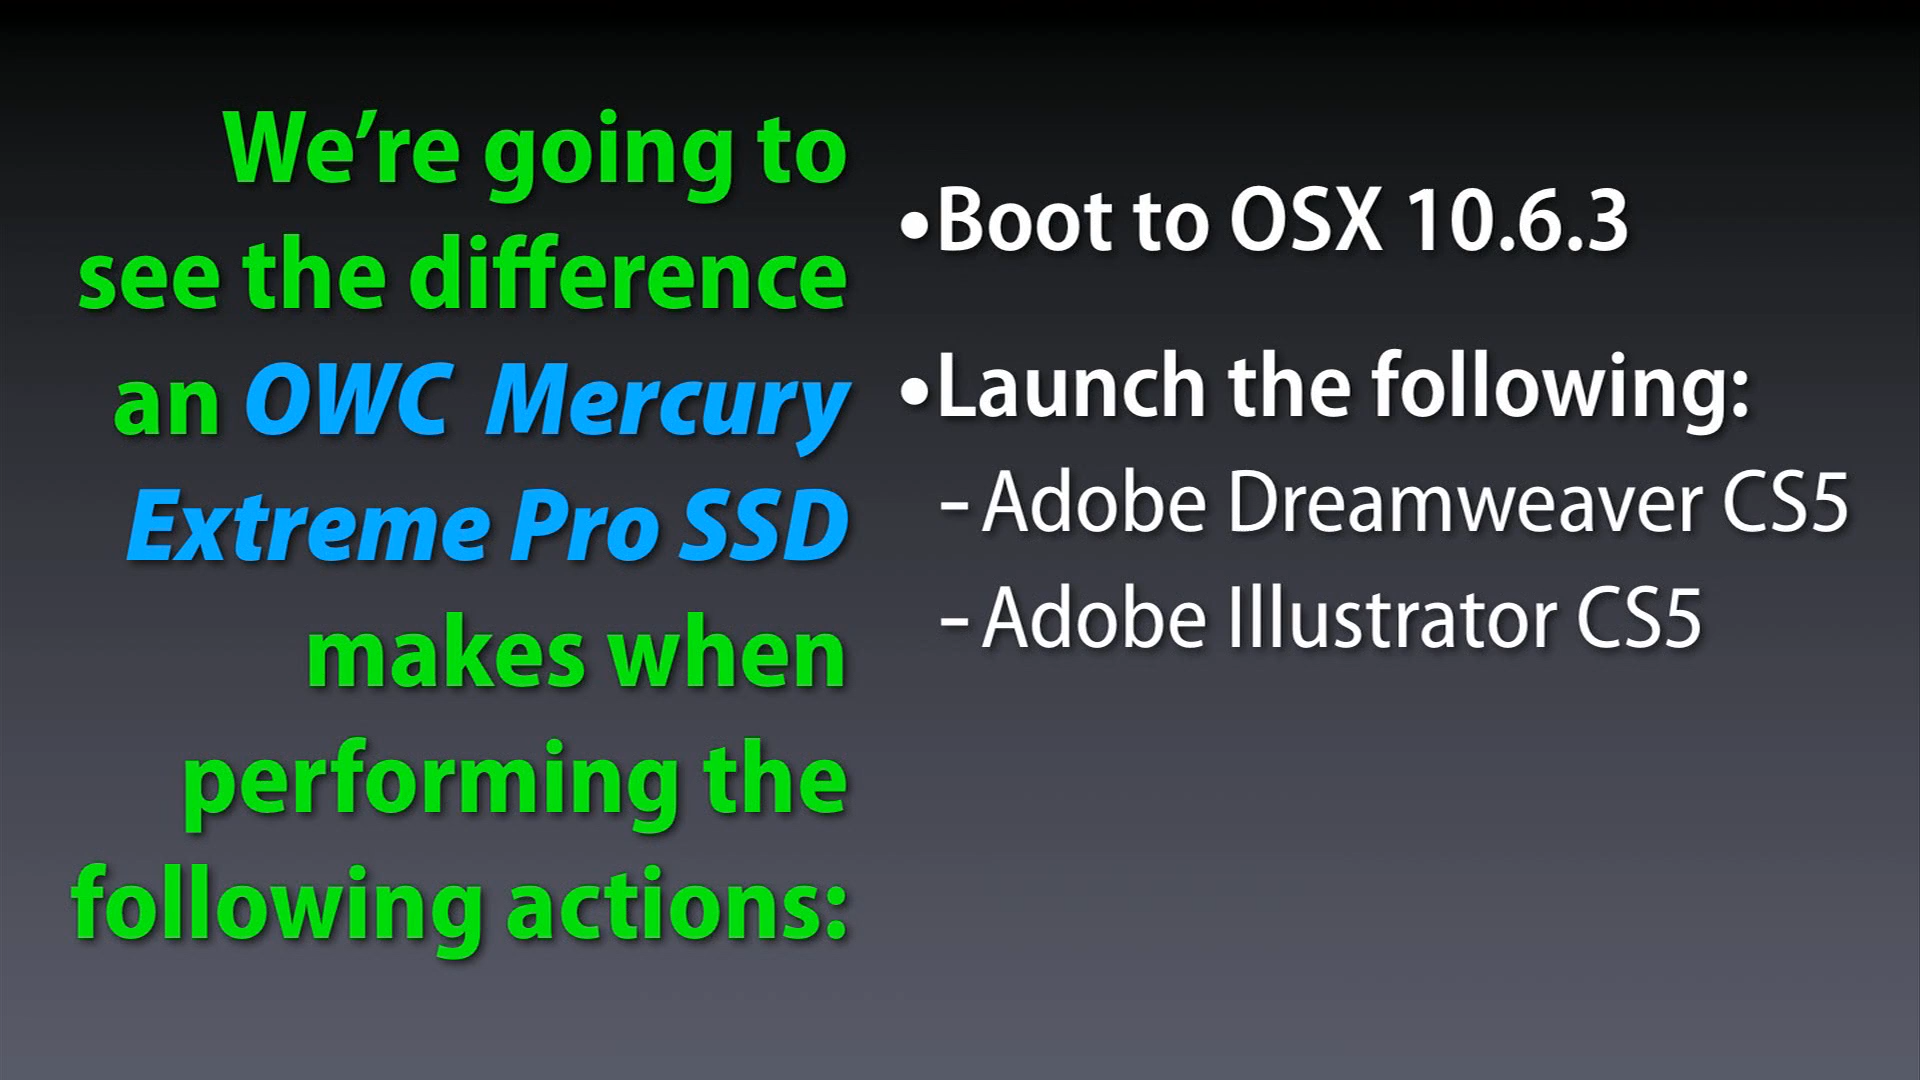 We’re going to
see the difference
an OWC Mercury
Extreme Pro SSD
makes when
performing the
following actions:
•Boot to OSX 10.6.3
•Launch the following:
-Adobe Dreamweaver CS5
-Adobe Illustrator CS5